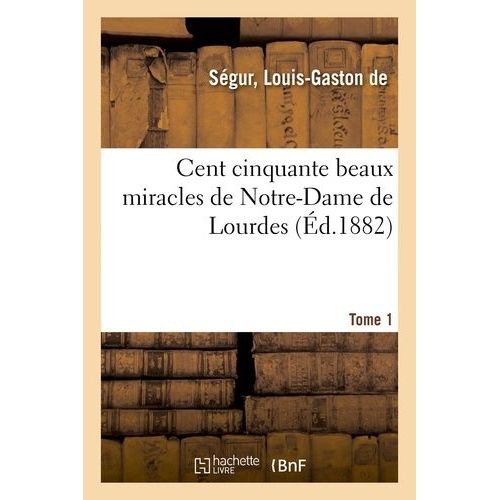 Ségur, Louis-Gaston de
Cent cinquante beaux
miracles de Notre-Dame de
Lourdes (Éd.1882)
Tome 1
hachette
LIVRE
{BnF